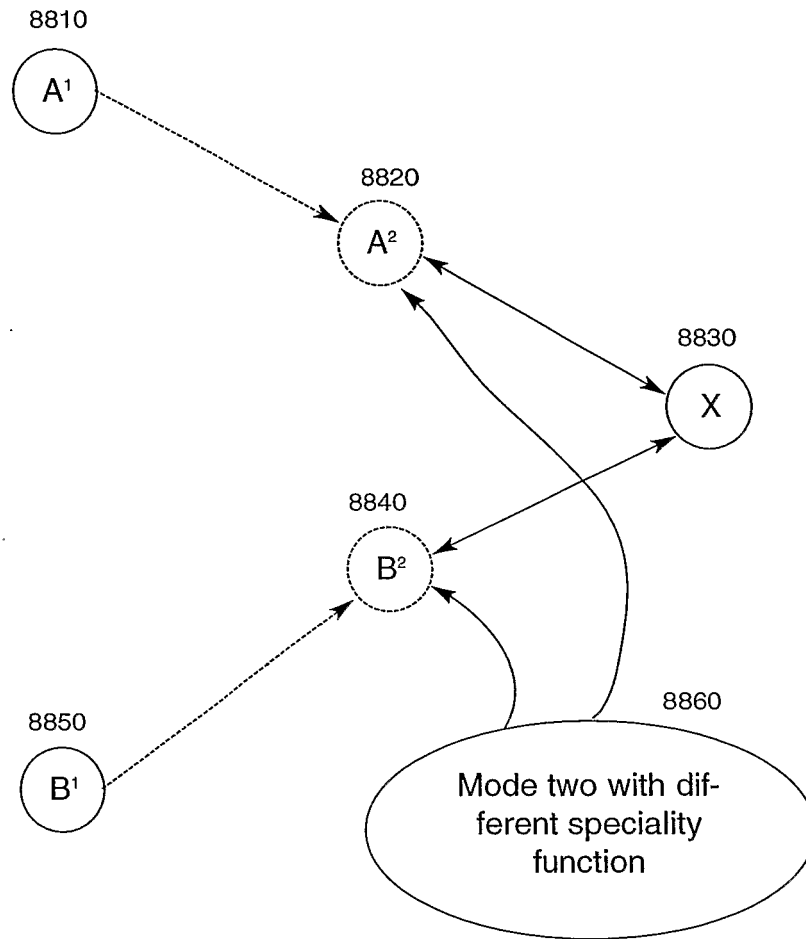 8810
A¹
8820
A²
8830
X
8840
B²
8850
B¹
8860
Mode two with dif-
ferent speciality
function